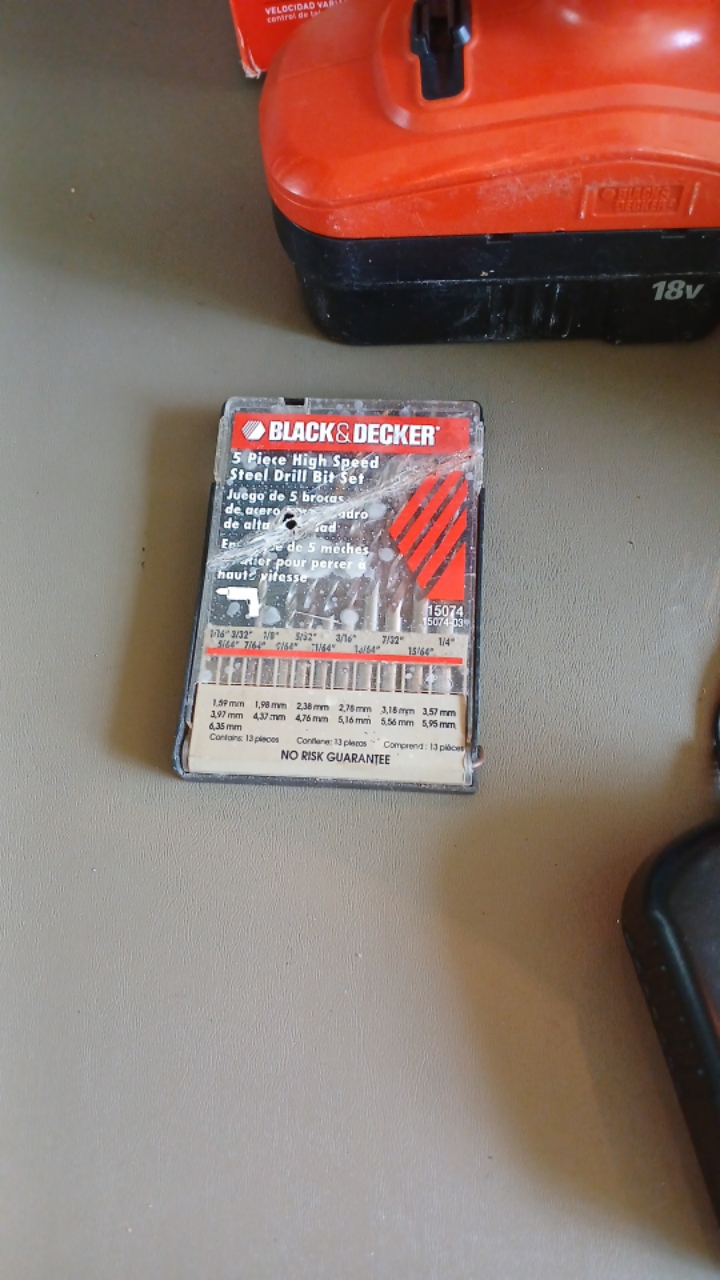 VELOCIDAD VARI
control de
BLACK&
DECKER
18v
BLACK&DECKER
5 Piece High Speed
Steel Drill Bit Set
Juego de 5 brocas
de acero
de alta
de 5 mèches
pour percer à
haute vitesse
15074
15074-03
1/16" 3/32" 1/8" 5/32" 3/16" 7/32" 1/4"
5/64" 7/64" 9/64" 11/64" 13/64" 15/64"
1,59 mm 1,98 mm 2,38 mm 2,78 mm 3,18 mm 3,57 mm
3,97 mm 4,37 mm 4,76 mm 5,16 mm 5,56 mm 5,95 mm
6,35 mm
Contains: 13 pieces Contiene: 13 piezas Comprend: 13 pièces
NO RISK GUARANTEE